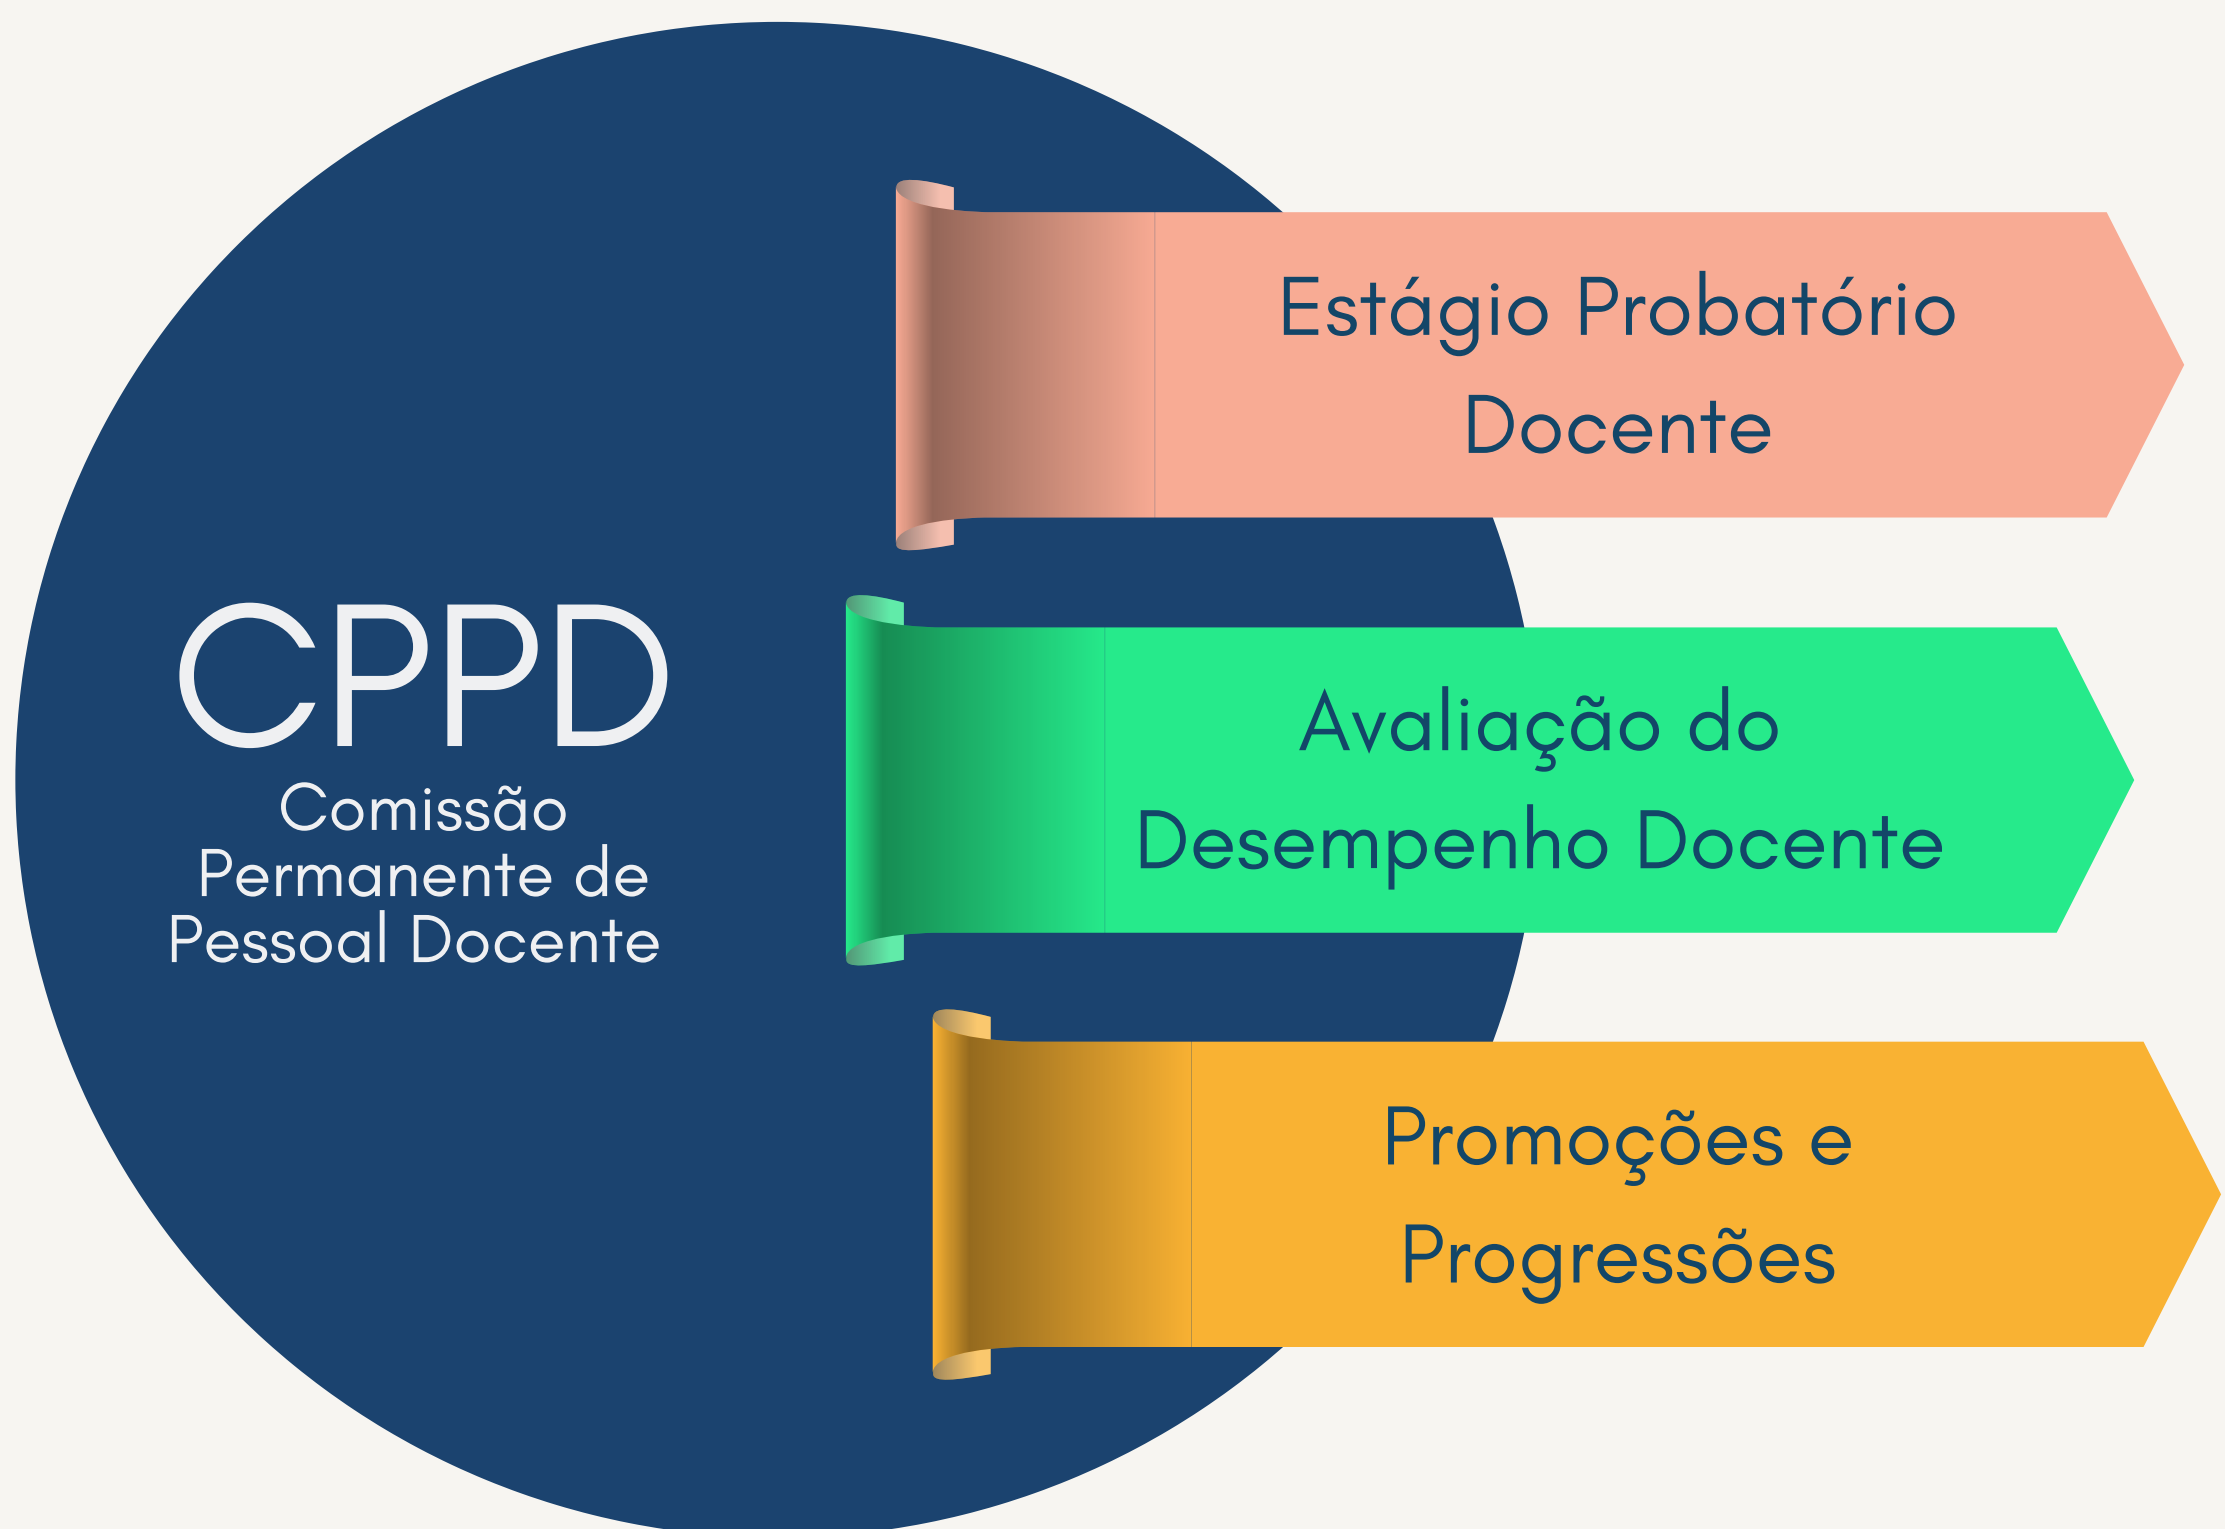 CPPD
Comissão
Permanente de
Pessoal Docente
Estágio Probatório
Docente
Avaliação do
Desempenho Docente
Promoções e
Progressões